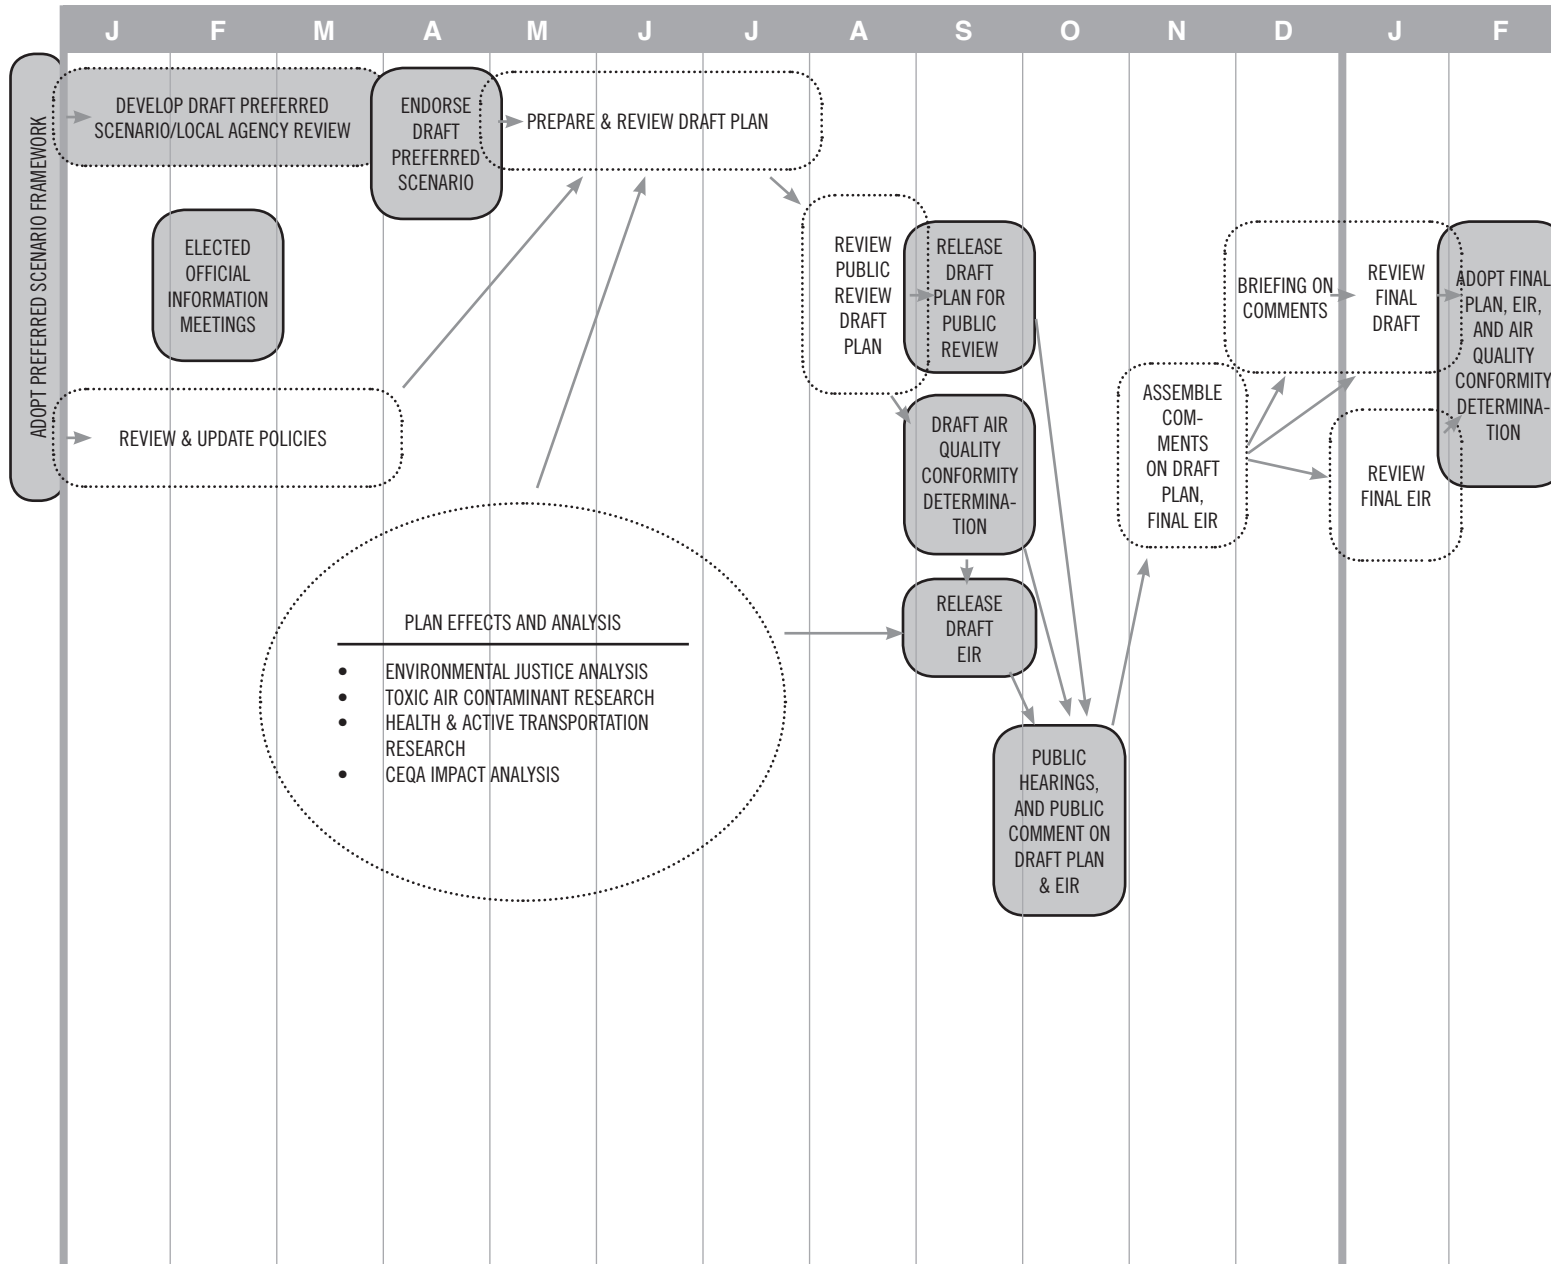 J F M A M J J A S O N D J F
ADOPT PREFERRED SCENARIO FRAMEWORK
DEVELOP DRAFT PREFERRED
SCENARIO/LOCAL AGENCY REVIEW
ENDORSE
DRAFT
PREFERRED
SCENARIO
PREPARE & REVIEW DRAFT PLAN
ELECTED
OFFICIAL
INFORMATION
MEETINGS
REVIEW & UPDATE POLICIES
PLAN EFFECTS AND ANALYSIS
• ENVIRONMENTAL JUSTICE ANALYSIS
• TOXIC AIR CONTAMINANT RESEARCH
• HEALTH & ACTIVE TRANSPORTATION
RESEARCH
• CEQA IMPACT ANALYSIS
REVIEW
PUBLIC
REVIEW
DRAFT
PLAN
RELEASE
DRAFT
PLAN FOR
PUBLIC
REVIEW
DRAFT AIR
QUALITY
CONFORMITY
DETERMINA-
TION
RELEASE
DRAFT
EIR
PUBLIC
HEARINGS,
AND PUBLIC
COMMENT ON
DRAFT PLAN
& EIR
ASSEMBLE
COM-
MENTS
ON DRAFT
PLAN,
FINAL EIR
BRIEFING ON
COMMENTS
REVIEW
FINAL
DRAFT
REVIEW
FINAL EIR
ADOPT FINAL
PLAN, EIR,
AND AIR
QUALITY
CONFORMITY
DETERMINA-
TION